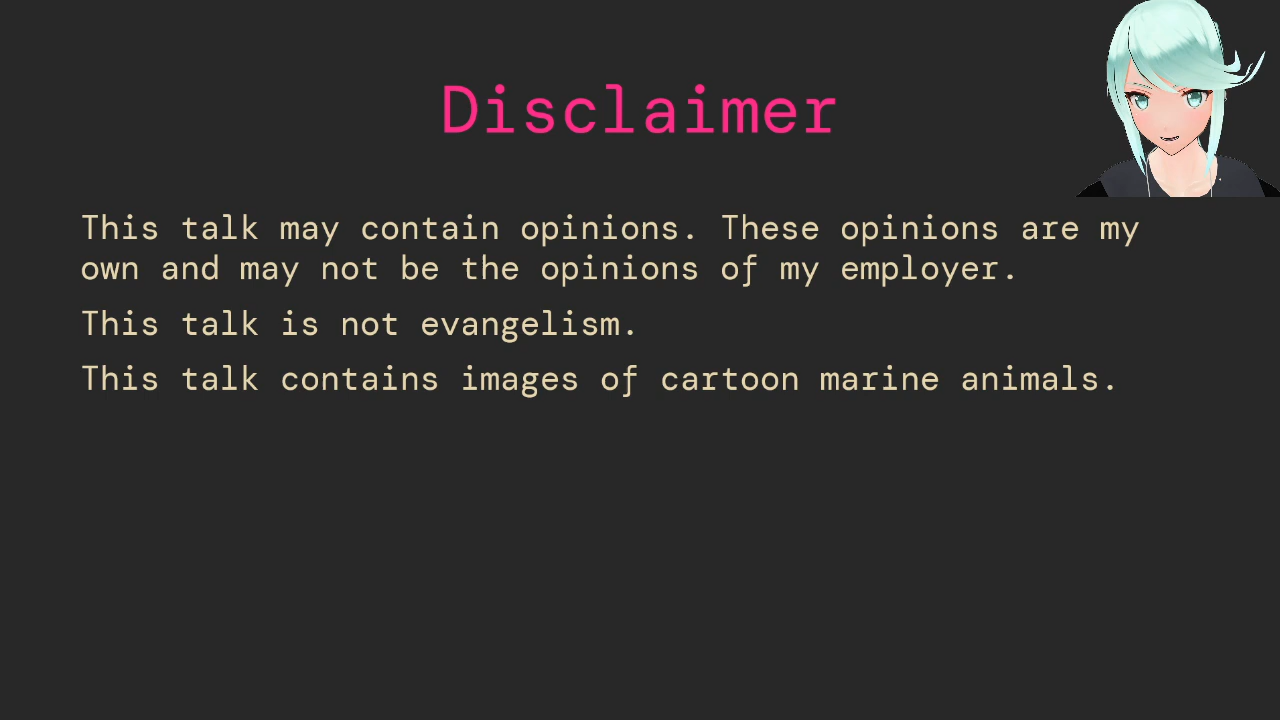 Disclaimer
This talk may contain opinions. These opinions are my
own and may not be the opinions of my employer.
This talk is not evangelism.
This talk contains images of cartoon marine animals.